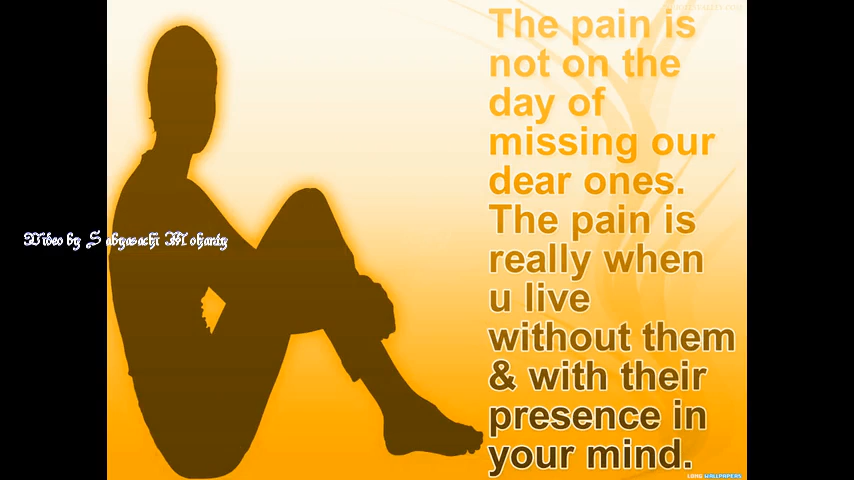 The pain is
not on the
day of
missing our
dear ones.
The pain is
really when
u live
without them
& with their
presence in
your mind.
Video by Sabyasachi Mohanty